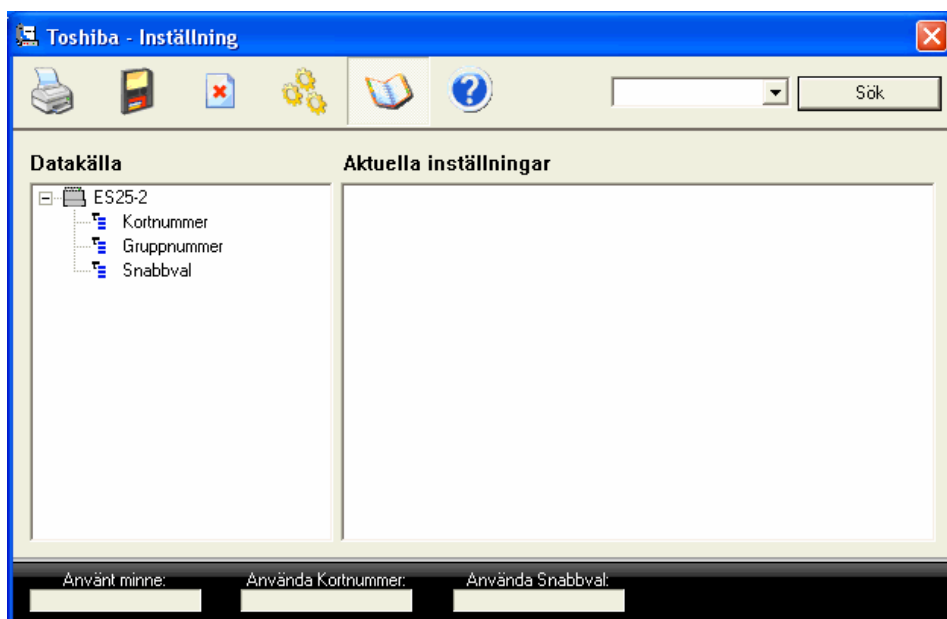 Toshiba - Inställning
Sök
Datakälla
Aktuella inställningar
ES25-2
Kortnummer
Gruppnummer
Snabbval
Använt minne: Använda Kortnummer: Använda Snabbval: